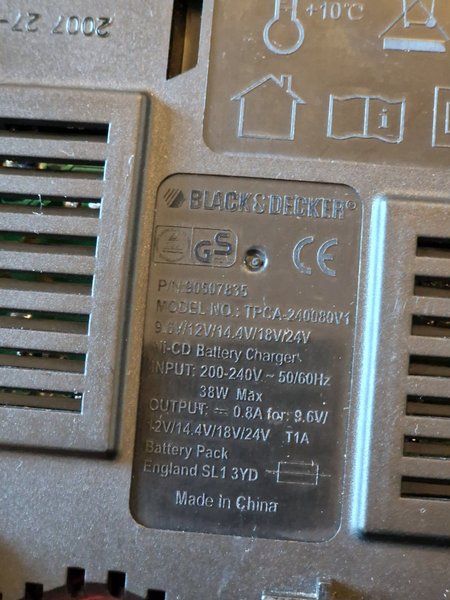 2007 27-
+10°C
BLACK&DECKER®
GS CE
P/N:90507835
MODEL NO.: TPCA-240080V1
9.6V/12V/14.4V/18V/24V
NI-CD Battery Charger
INPUT: 200-240V ~ 50/60Hz
38W Max
OUTPUT: ⎓ 0.8A for: 9.6V/
12V/14.4V/18V/24V T1A
Battery Pack
England SL1 3YD
Made in China